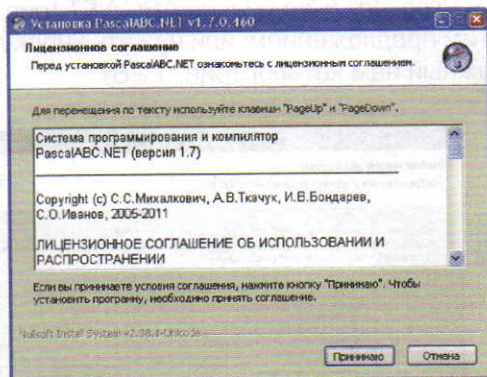 Установка PascalABC.NET v1.7.0.460
Лицензионное соглашение
Перед установкой PascalABC.NET ознакомьтесь с лицензионным соглашением.
Для перемещения по тексту используйте клавиши "PageUp" и "PageDown".
Система программирования и компилятор
PascalABC.NET (версия 1.7)
Copyright (c) С.С.Михалкович, А.В.Ткачук, И.В.Бондарев,
С.О.Иванов, 2005-2011
ЛИЦЕНЗИОННОЕ СОГЛАШЕНИЕ ОБ ИСПОЛЬЗОВАНИИ И
РАСПРОСТРАНЕНИИ
Если вы принимаете условия соглашения, нажмите кнопку "Принимаю". Чтобы
установить программу, необходимо принять соглашение.
Nullsoft Install System v2.38.1-Unicode
Принимаю
Отмена